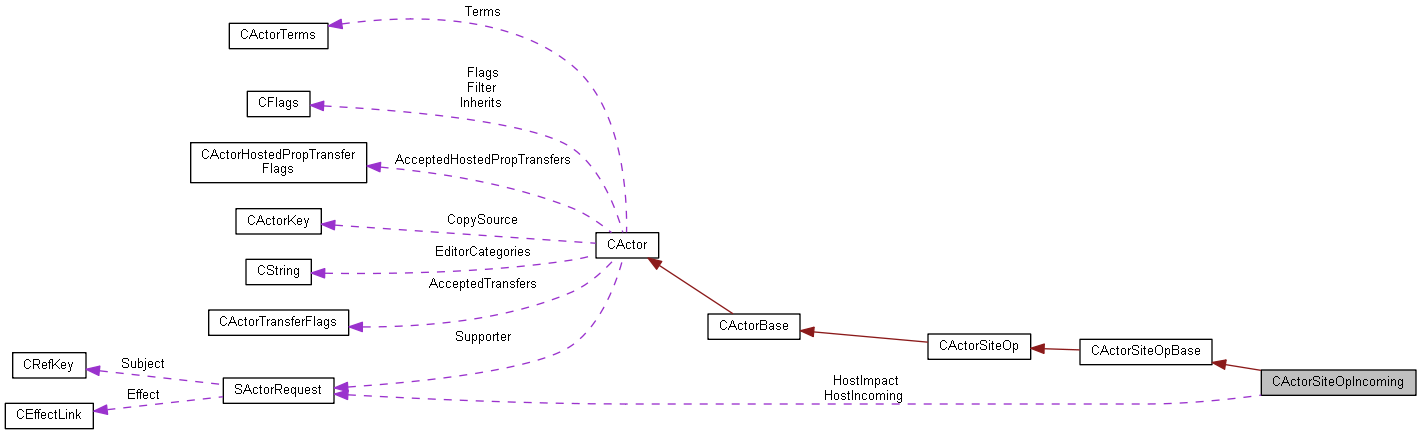 Terms
CActorTerms
Flags
Filter
Inherits
CFlags
CActorHostedPropTransfer
Flags
AcceptedHostedPropTransfers
CActorKey
CopySource
CActor
EditorCategories
CString
AcceptedTransfers
CActorTransferFlags
CActorBase
Supporter
CActorSiteOp
CActorSiteOpBase
CRefKey
Subject
SActorRequest
HostImpact
HostIncoming
CActorSiteOpIncoming
Effect
CEffectLink